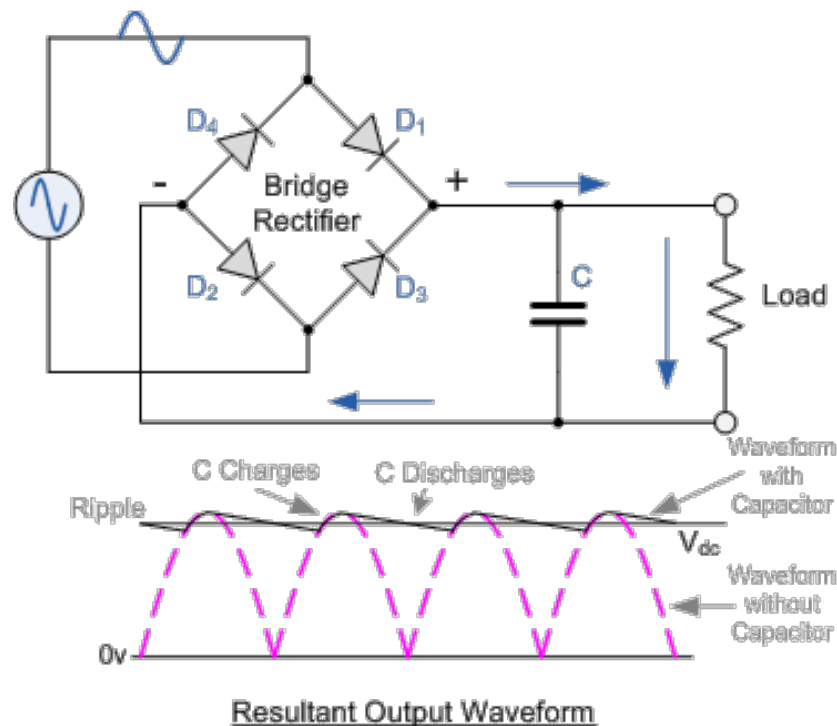 D4
D1
-
Bridge
Rectifier
+
D2
D3
C
Load
C Charges
C Discharges
Waveform
with
Capacitor
Ripple
Vdc
Waveform
without
Capacitor
0v
Resultant Output Waveform